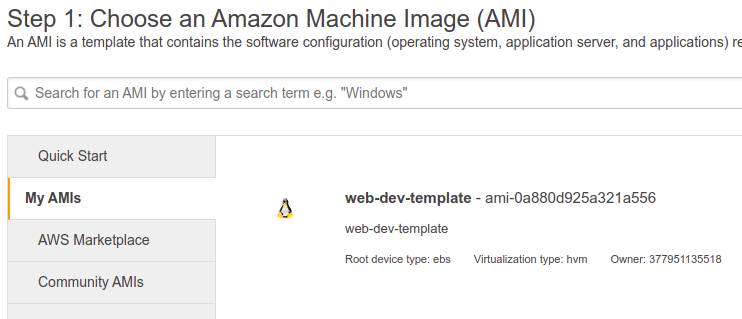 Step 1: Choose an Amazon Machine Image (AMI)
An AMI is a template that contains the software configuration (operating system, application server, and applications) re
Search for an AMI by entering a search term e.g. "Windows"
Quick Start
My AMIs
AWS Marketplace
Community AMIs
web-dev-template - ami-0a880d925a321a556
web-dev-template
Root device type: ebs Virtualization type: hvm Owner: 377951135518